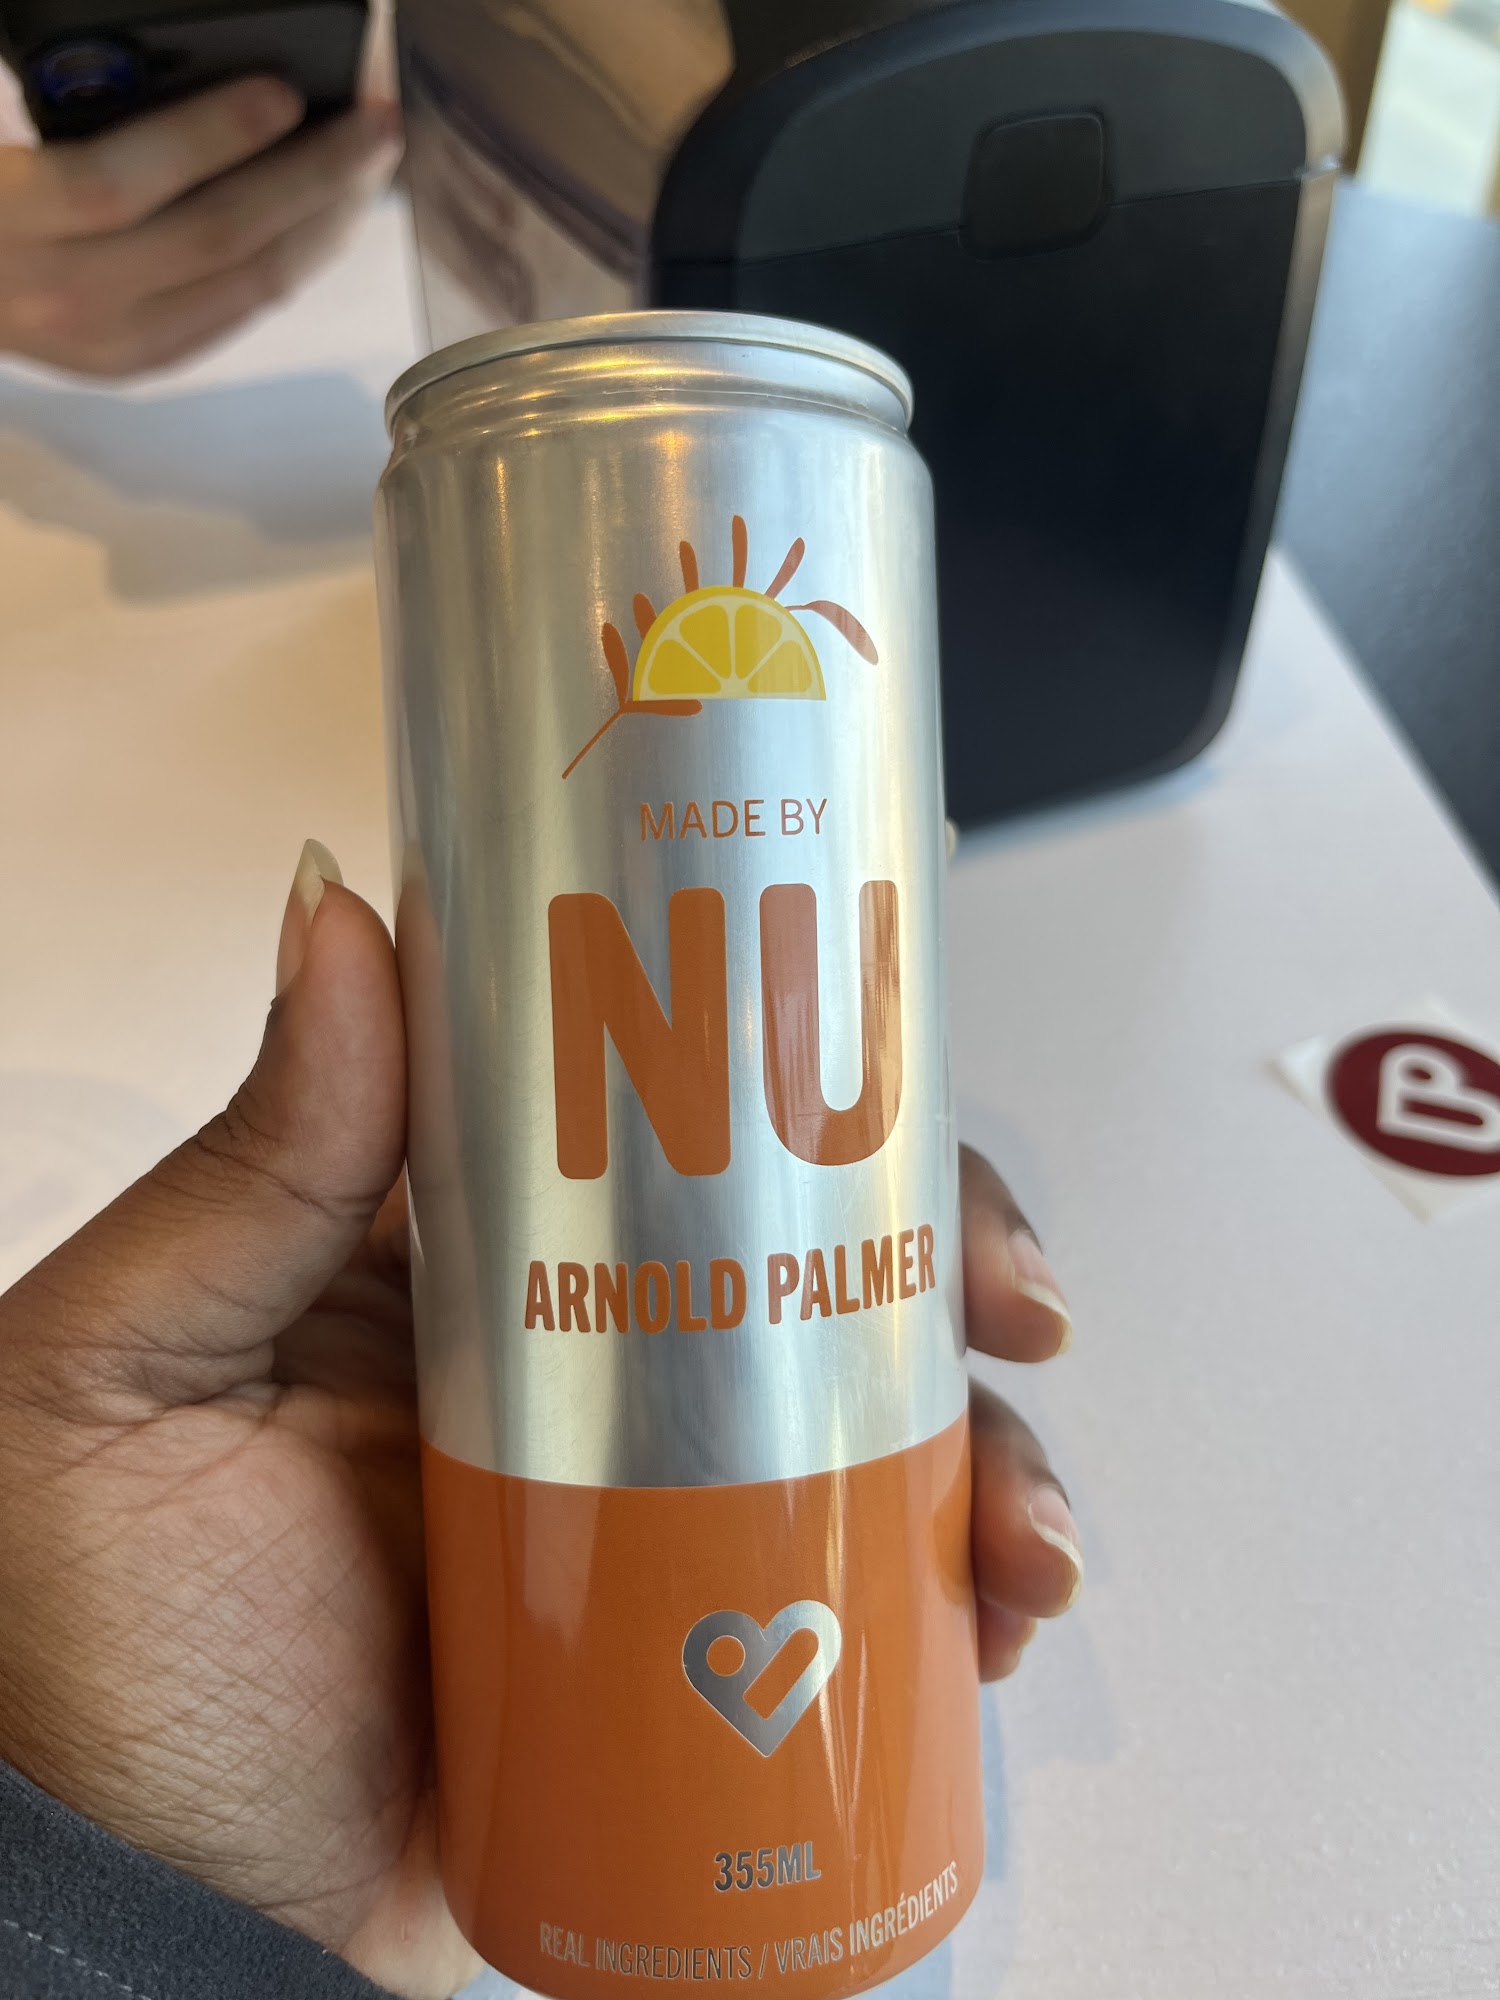 MADE BY
NU
ARNOLD PALMER
355ML
REAL INGREDIENTS / VRAIS INGRÉDIENTS